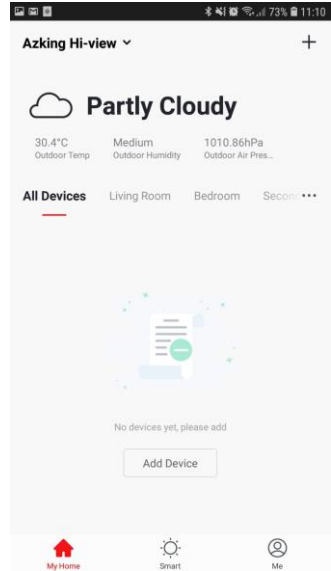 73% 11:10
Azking Hi-view
Partly Cloudy
30.4°C Medium 1010.86hPa
Outdoor Temp Outdoor Humidity Outdoor Air Pres...
All Devices Living Room Bedroom Secon
No devices yet, please add
Add Device
My Home Smart Me